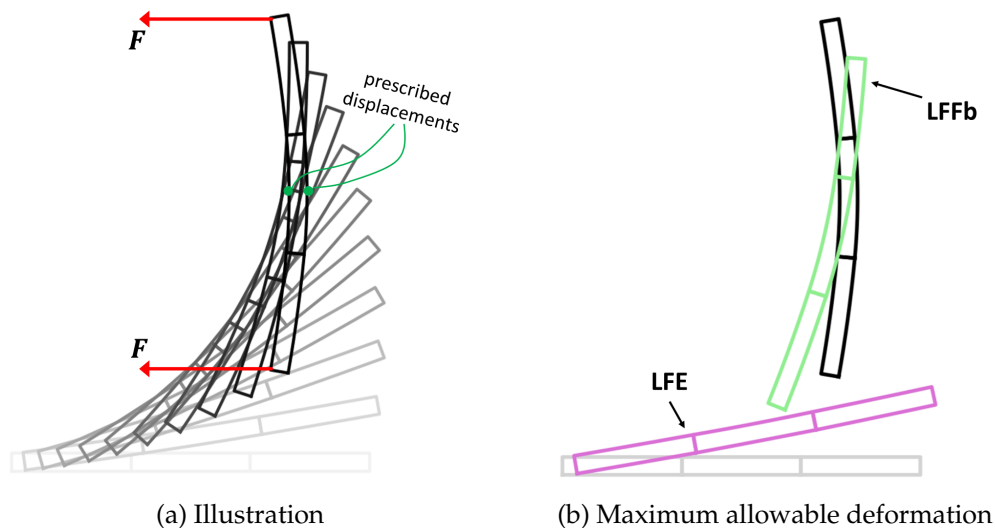 F
prescribed
displacements
F
(a) Illustration
LFFb
LFE
(b) Maximum allowable deformation